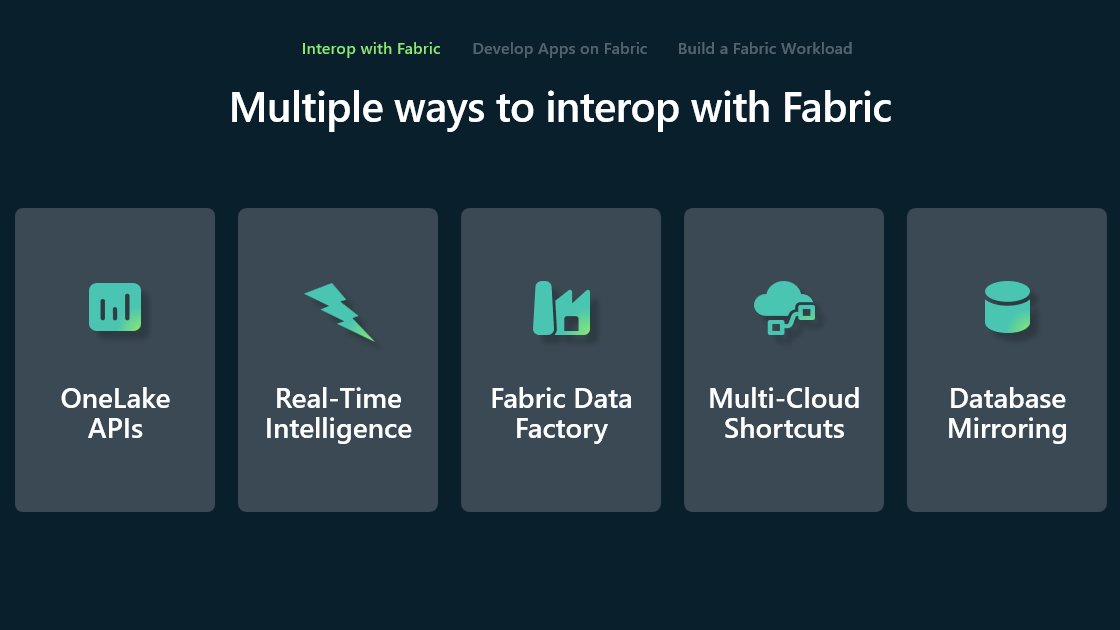 Interop with Fabric Develop Apps on Fabric Build a Fabric Workload
Multiple ways to interop with Fabric
OneLake
APIs
Real-Time
Intelligence
Fabric Data
Factory
Multi-Cloud
Shortcuts
Database
Mirroring